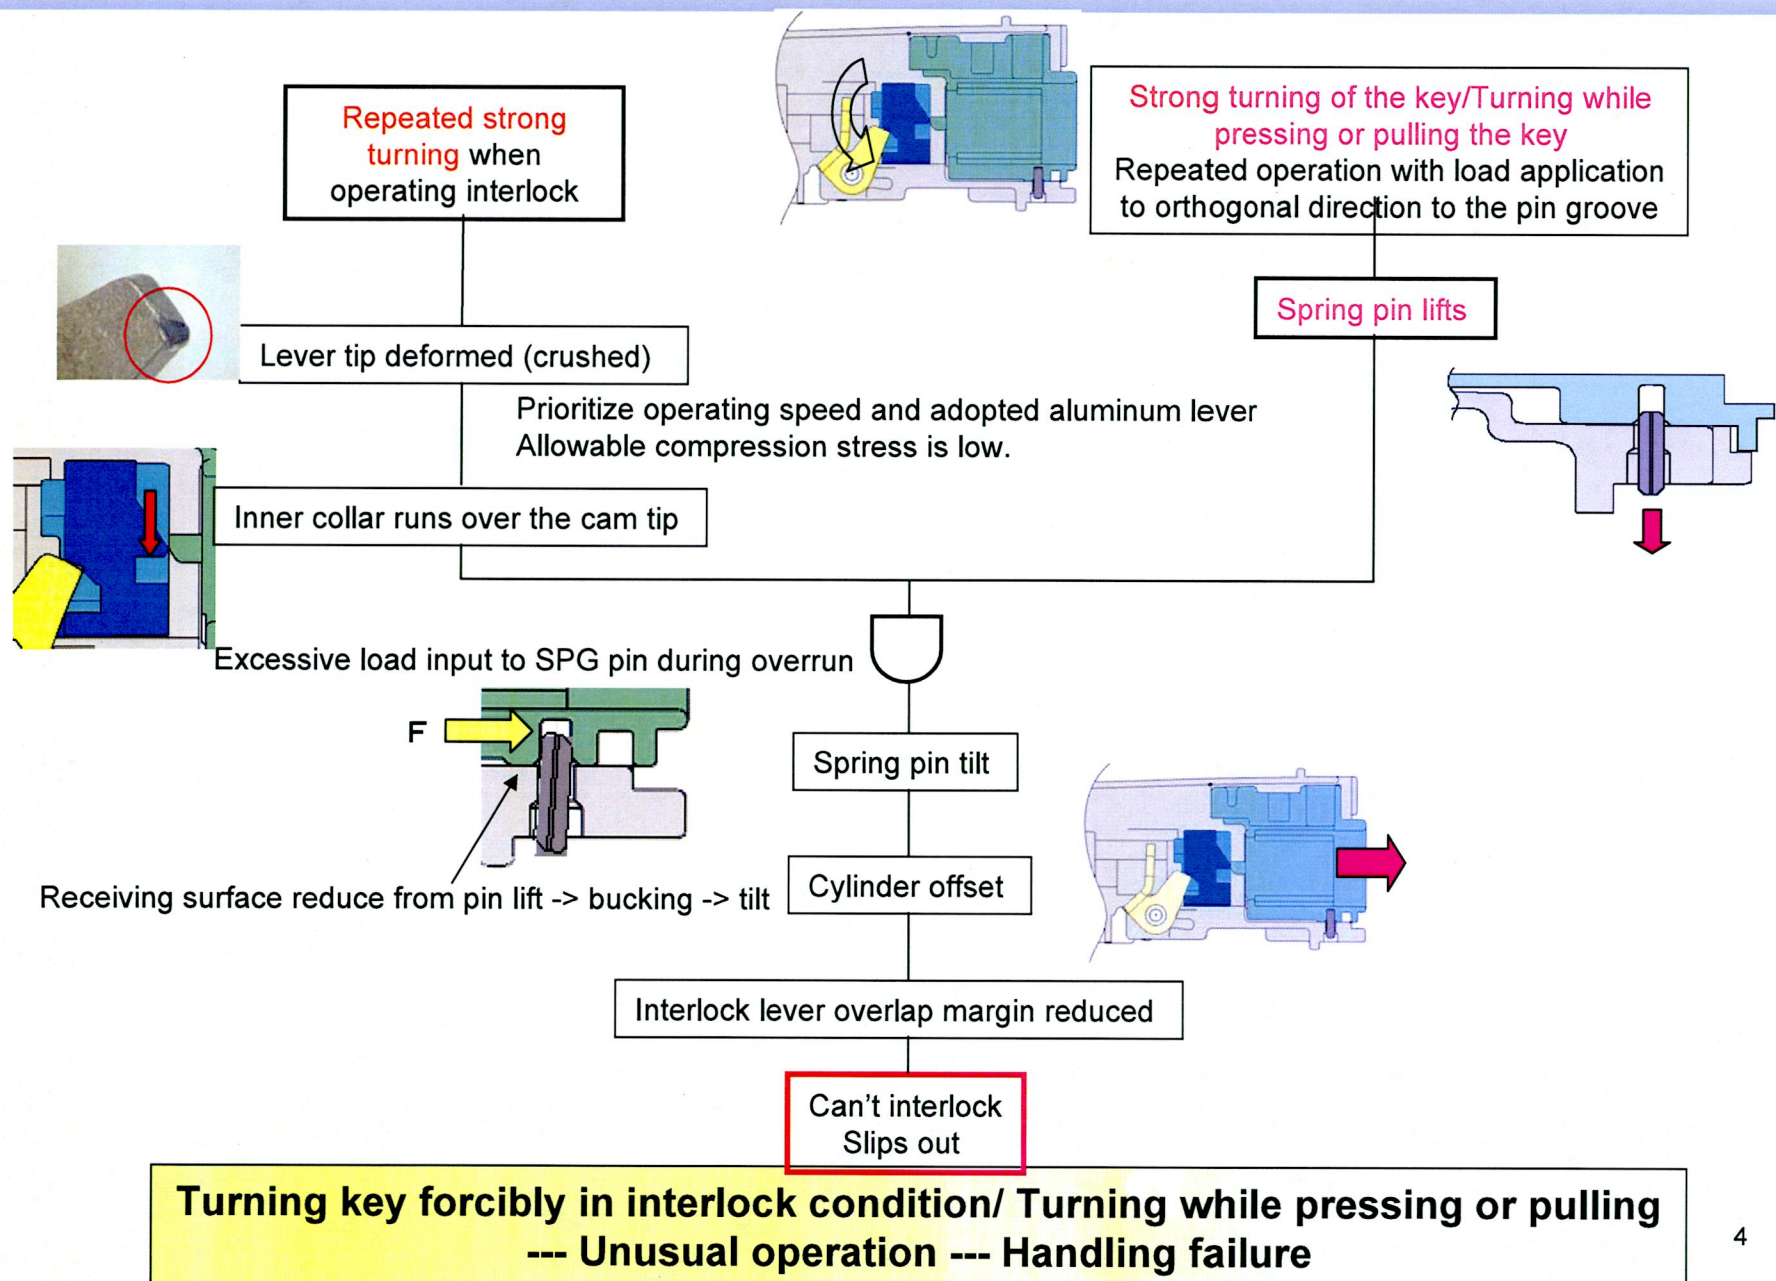 Repeated strong
turning when
operating interlock
Strong turning of the key/Turning while
pressing or pulling the key
Repeated operation with load application
to orthogonal direction to the pin groove
Spring pin lifts
Lever tip deformed (crushed)
Prioritize operating speed and adopted aluminum lever
Allowable compression stress is low.
Inner collar runs over the cam tip
Excessive load input to SPG pin during overrun
F
Spring pin tilt
Receiving surface reduce from pin lift -> bucking -> tilt
Cylinder offset
Interlock lever overlap margin reduced
Can't interlock
Slips out
Turning key forcibly in interlock condition/ Turning while pressing or pulling
--- Unusual operation --- Handling failure
4